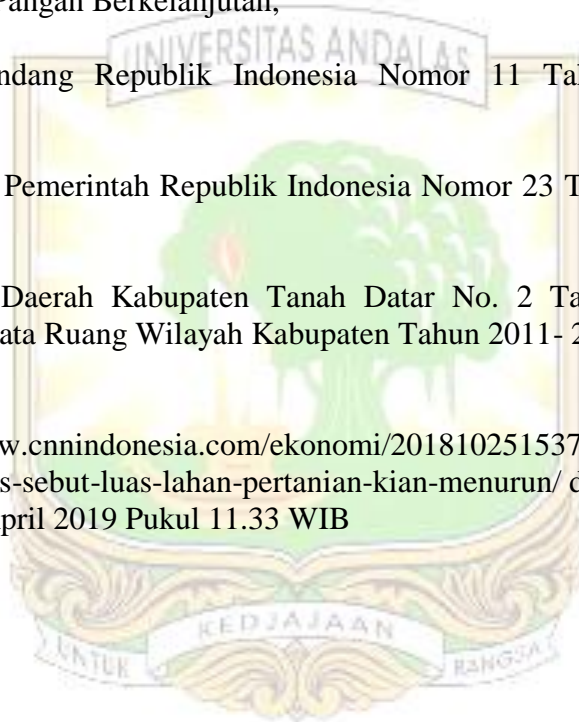 Pangan Berkelanjutan,
UNIVERSITAS ANDALAS
ndang Republik Indonesia Nomor 11 Tal
Pemerintah Republik Indonesia Nomor 23 T
Daerah Kabupaten Tanah Datar No. 2 Ta
ata Ruang Wilayah Kabupaten Tahun 2011- 2
w.cnnindonesia.com/ekonomi/201810251537
s-sebut-luas-lahan-pertanian-kian-menurun/ d
pril 2019 Pukul 11.33 WIB
UNTUK KEDJAJAAN BANGSA